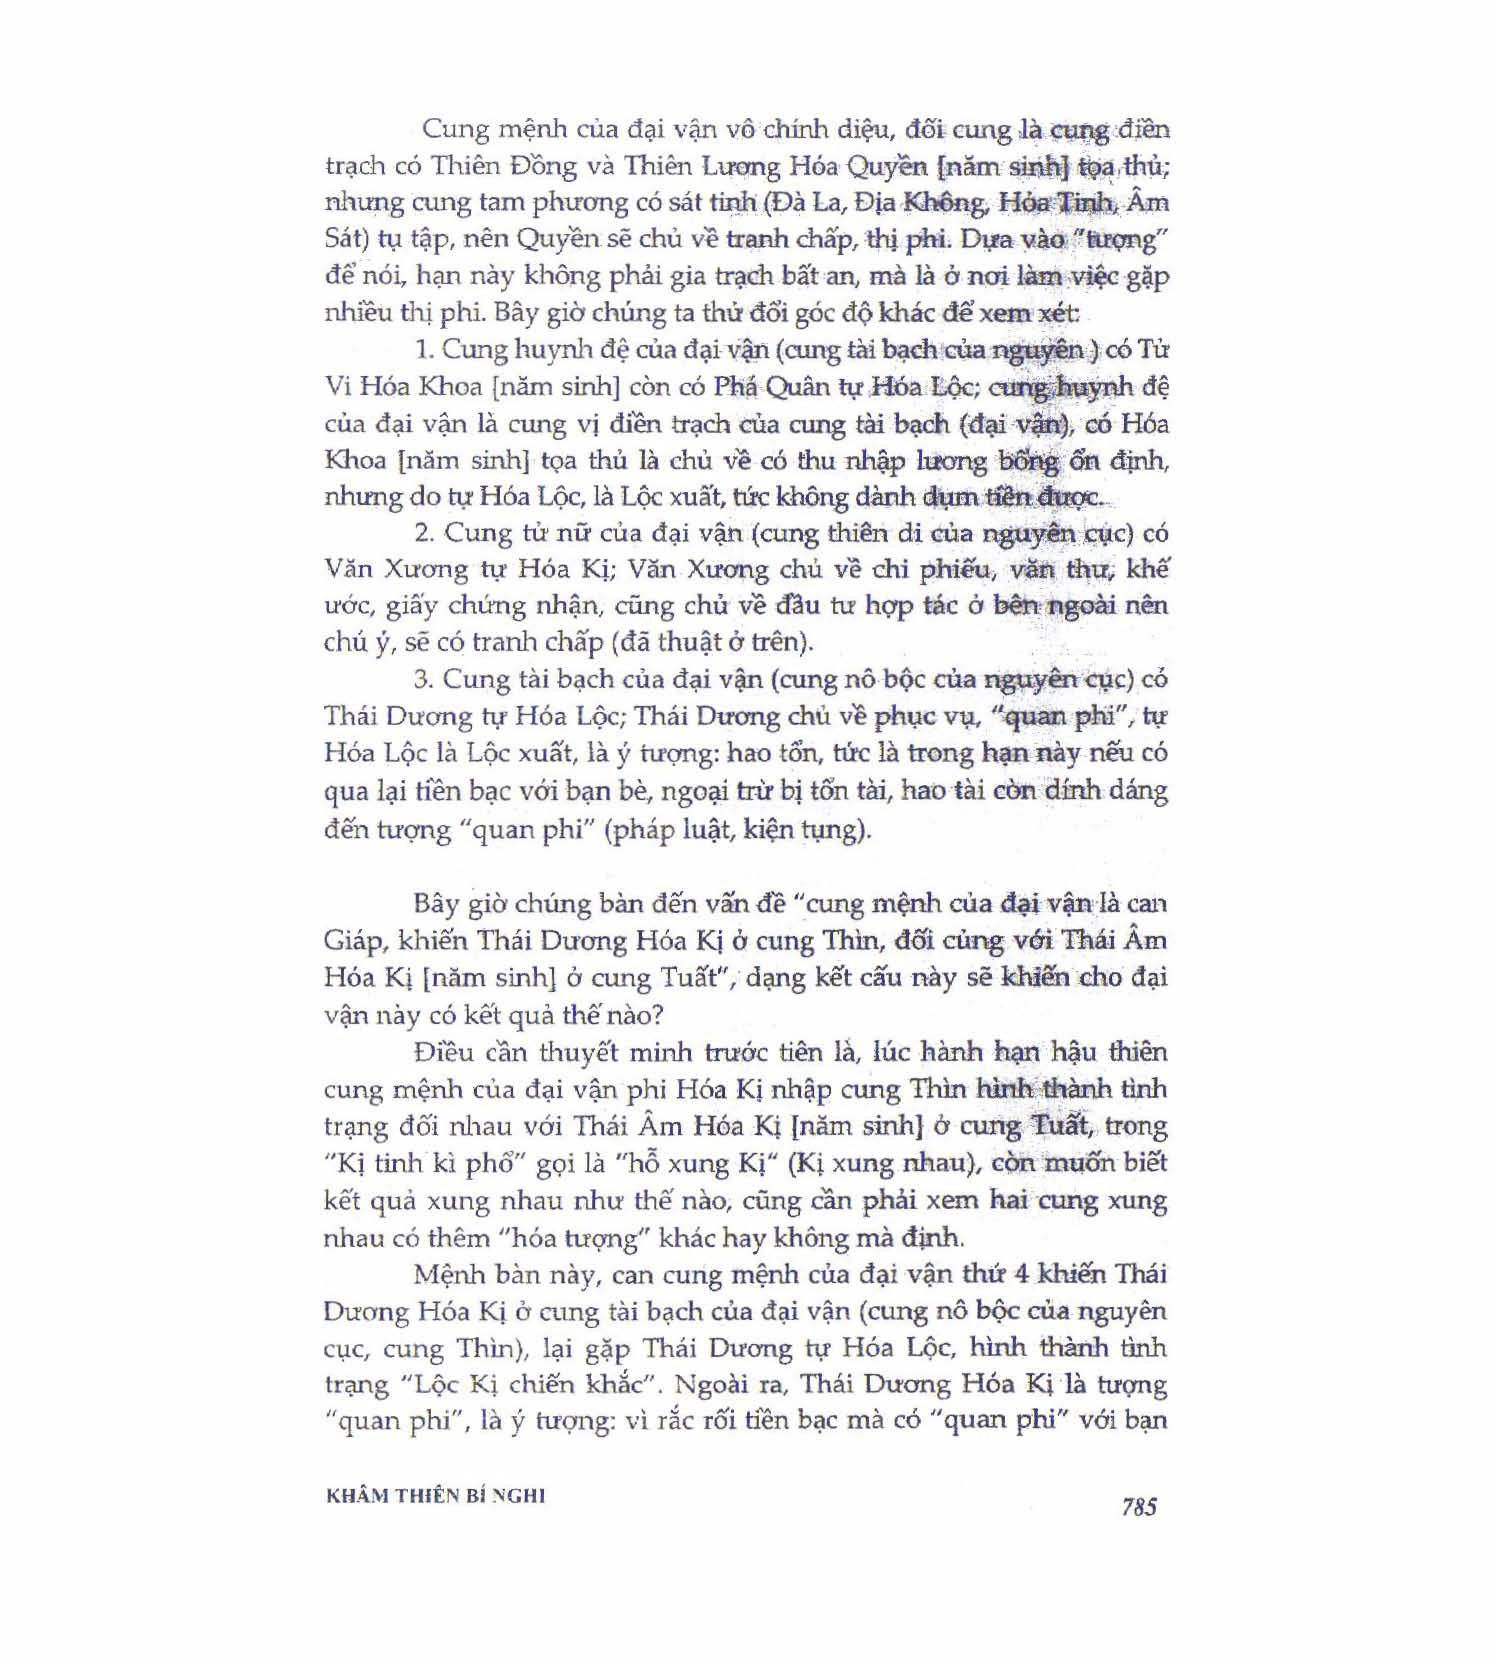 Cung mệnh của đại vận vô chính diệu, đối cung là cung điền
trạch có Thiên Đồng và Thiên Lương Hóa Quyền [năm sinh] tọa thủ;
nhưng cung tam phương có sát tinh (Đà La, Địa Không, Hỏa Tinh, Âm
Sát) tụ tập, nên Quyền sẽ chủ về tranh chấp, thị phi. Dựa vào "tượng"
để nói, hạn này không phải gia trạch bất an, mà là ở nơi làm việc gặp
nhiều thị phi. Bây giờ chúng ta thử đổi góc độ khác để xem xét:
1. Cung huynh đệ của đại vận (cung tài bạch của nguyên ) có Tử
Vi Hóa Khoa [năm sinh] còn có Phá Quân tự Hóa Lộc; cung huynh đệ
của đại vận là cung vị điền trạch của cung tài bạch (đại vận), có Hóa
Khoa [năm sinh] tọa thủ là chủ về có thu nhập lương bổng ổn định,
nhưng do tự Hóa Lộc, là Lộc xuất, tức không dành dụm tiền được.
2. Cung tử nữ của đại vận (cung thiên di của nguyên cục) có
Văn Xương tự Hóa Kị; Văn Xương chủ về chi phiếu, văn thư, khế
ước, giấy chứng nhận, cũng chủ về đầu tư hợp tác ở bên ngoài nên
chú ý, sẽ có tranh chấp (đã thuật ở trên).
3. Cung tài bạch của đại vận (cung nô bộc của nguyên cục) có
Thái Dương tự Hóa Lộc; Thái Dương chủ về phục vụ, "quan phi", tự
Hóa Lộc là Lộc xuất, là ý tượng: hao tổn, tức là trong hạn này nếu có
qua lại tiền bạc với bạn bè, ngoại trừ bị tổn tài, hao tài còn dính dáng
đến tượng "quan phi" (pháp luật, kiện tụng).
Bây giờ chúng bàn đến vấn đề "cung mệnh của đại vận là can
Giáp, khiến Thái Dương Hóa Kị ở cung Thìn, đối củng với Thái Âm
Hóa Kị [năm sinh] ở cung Tuất", dạng kết cấu này sẽ khiến cho đại
vận này có kết quả thế nào?
Điều cần thuyết minh trước tiên là, lúc hành hạn hậu thiên
cung mệnh của đại vận phi Hóa Kị nhập cung Thìn hình thành tình
trạng đối nhau với Thái Âm Hóa Kị [năm sinh] ở cung Tuất, trong
"Kị tinh kì phổ" gọi là "hỗ xung Kị" (Kị xung nhau), còn muốn biết
kết quả xung nhau như thế nào, cũng cần phải xem hai cung xung
nhau có thêm "hóa tượng" khác hay không mà định.
Mệnh bàn này, can cung mệnh của đại vận thứ 4 khiến Thái
Dương Hóa Kị ở cung tài bạch của đại vận (cung nô bộc của nguyên
cục, cung Thìn), lại gặp Thái Dương tự Hóa Lộc, hình thành tình
trạng "Lộc Kị chiến khắc". Ngoài ra, Thái Dương Hóa Kị là tượng
"quan phi", là ý tượng: vì rắc rối tiền bạc mà có "quan phi" với bạn
KHÂM THIÊN BÍ NGHI
785